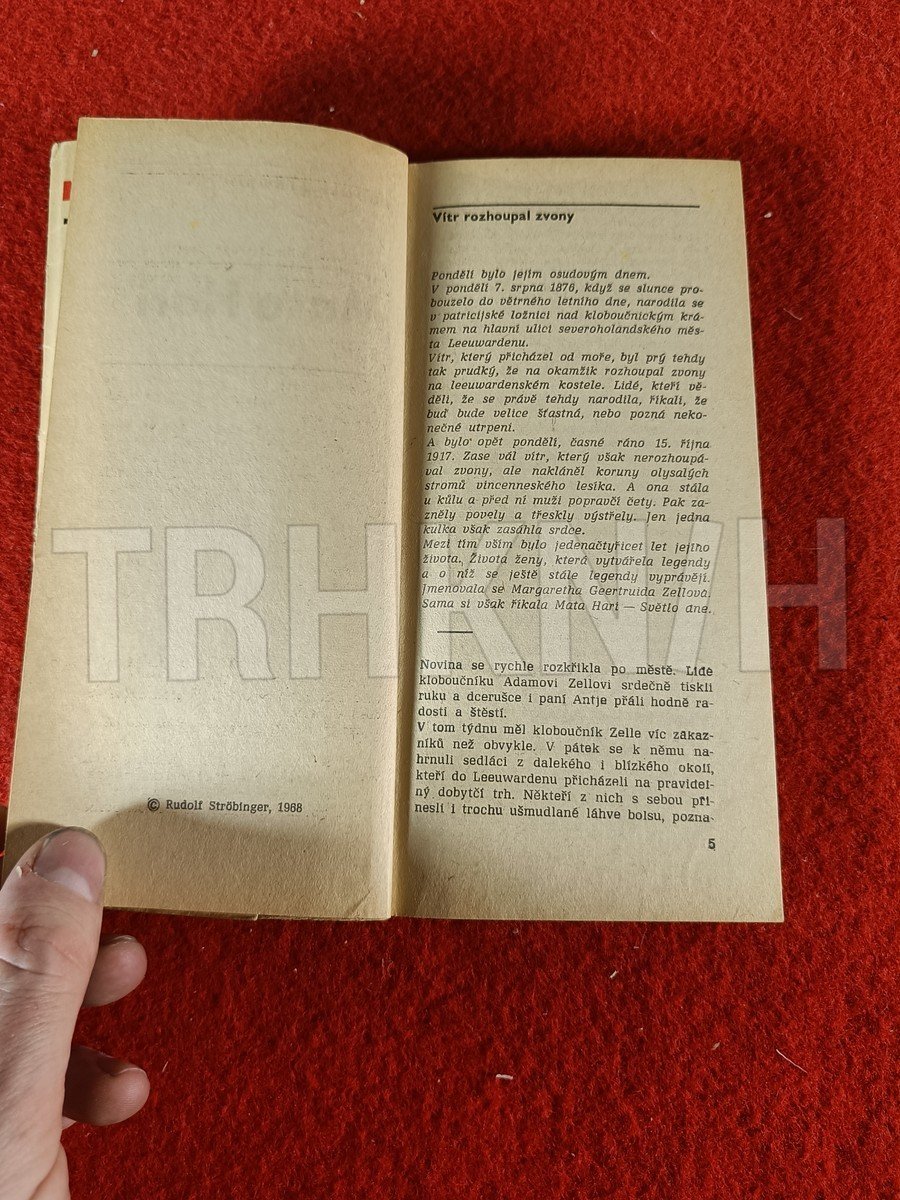 © Rudolf Ströbinger, 1968
Vítr rozhoupal zvony
Pondělí bylo jejím osudovým dnem.
V pondělí 7. srpna 1876, když se slunce pro-
bouzelo do větrného letního dne, narodila se
v patricijské ložnici nad kloboučnickým krá-
mem na hlavní ulici severoholandského měs-
ta Leeuwardenu.
Vítr, který přicházel od moře, byl prý tehdy
tak prudký, že na okamžik rozhoupal zvony
na leeuwardenském kostele. Lidé, kteří vě-
děli, že se právě tehdy narodila, říkali, že
buď bude velice šťastná, nebo pozná neko-
nečné utrpení.
A bylo opět pondělí, časné ráno 15. října
1917. Zase vál vítr, který však nerozhoupá-
val zvony, ale nakláněl koruny olysalých
stromů vincenneského lesíka. A ona stála
u kůlu a před ní muži popravčí čety. Pak za-
zněly povely a třeskly výstřely. Jen jedna
kulka však zasáhla srdce.
Mezi tím vším bylo jedenačtyřicet let jejího
života. Života ženy, která vytvářela legendy
a o níž se ještě stále legendy vyprávějí.
Jmenovala se Margaretha Geertruida Zellová.
Sama si však říkala Mata Hari — Světlo dne.
Novina se rychle rozkřikla po městě. Lidé
kloboučníku Adamovi Zellovi srdečně tiskli
ruku a dcerušce i paní Antje přáli hodně ra-
dosti a štěstí.
V tom týdnu měl kloboučník Zelle víc zákaz-
níků než obvykle. V pátek se k němu na-
hrnuli sedláci z dalekého i blízkého okolí,
kteří do Leeuwardenu přicházeli na pravidel-
ný dobytčí trh. Někteří z nich s sebou při-
nesli i trochu ušmudlané láhve bolsu, pozna-
5
TRHKNIH